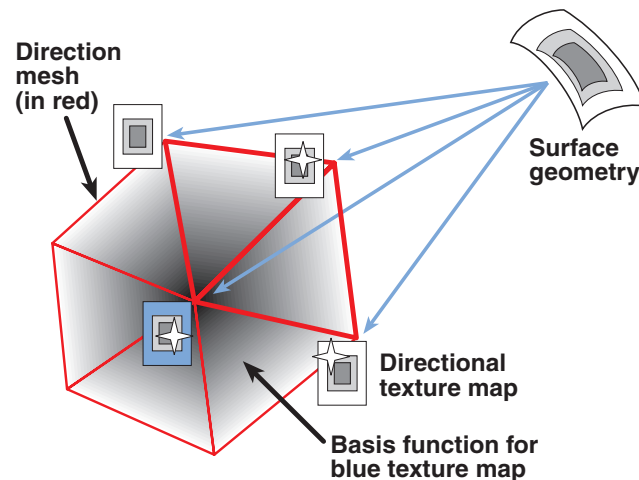 Direction
mesh
(in red)
Surface
geometry
Directional
texture map
Basis function for
blue texture map